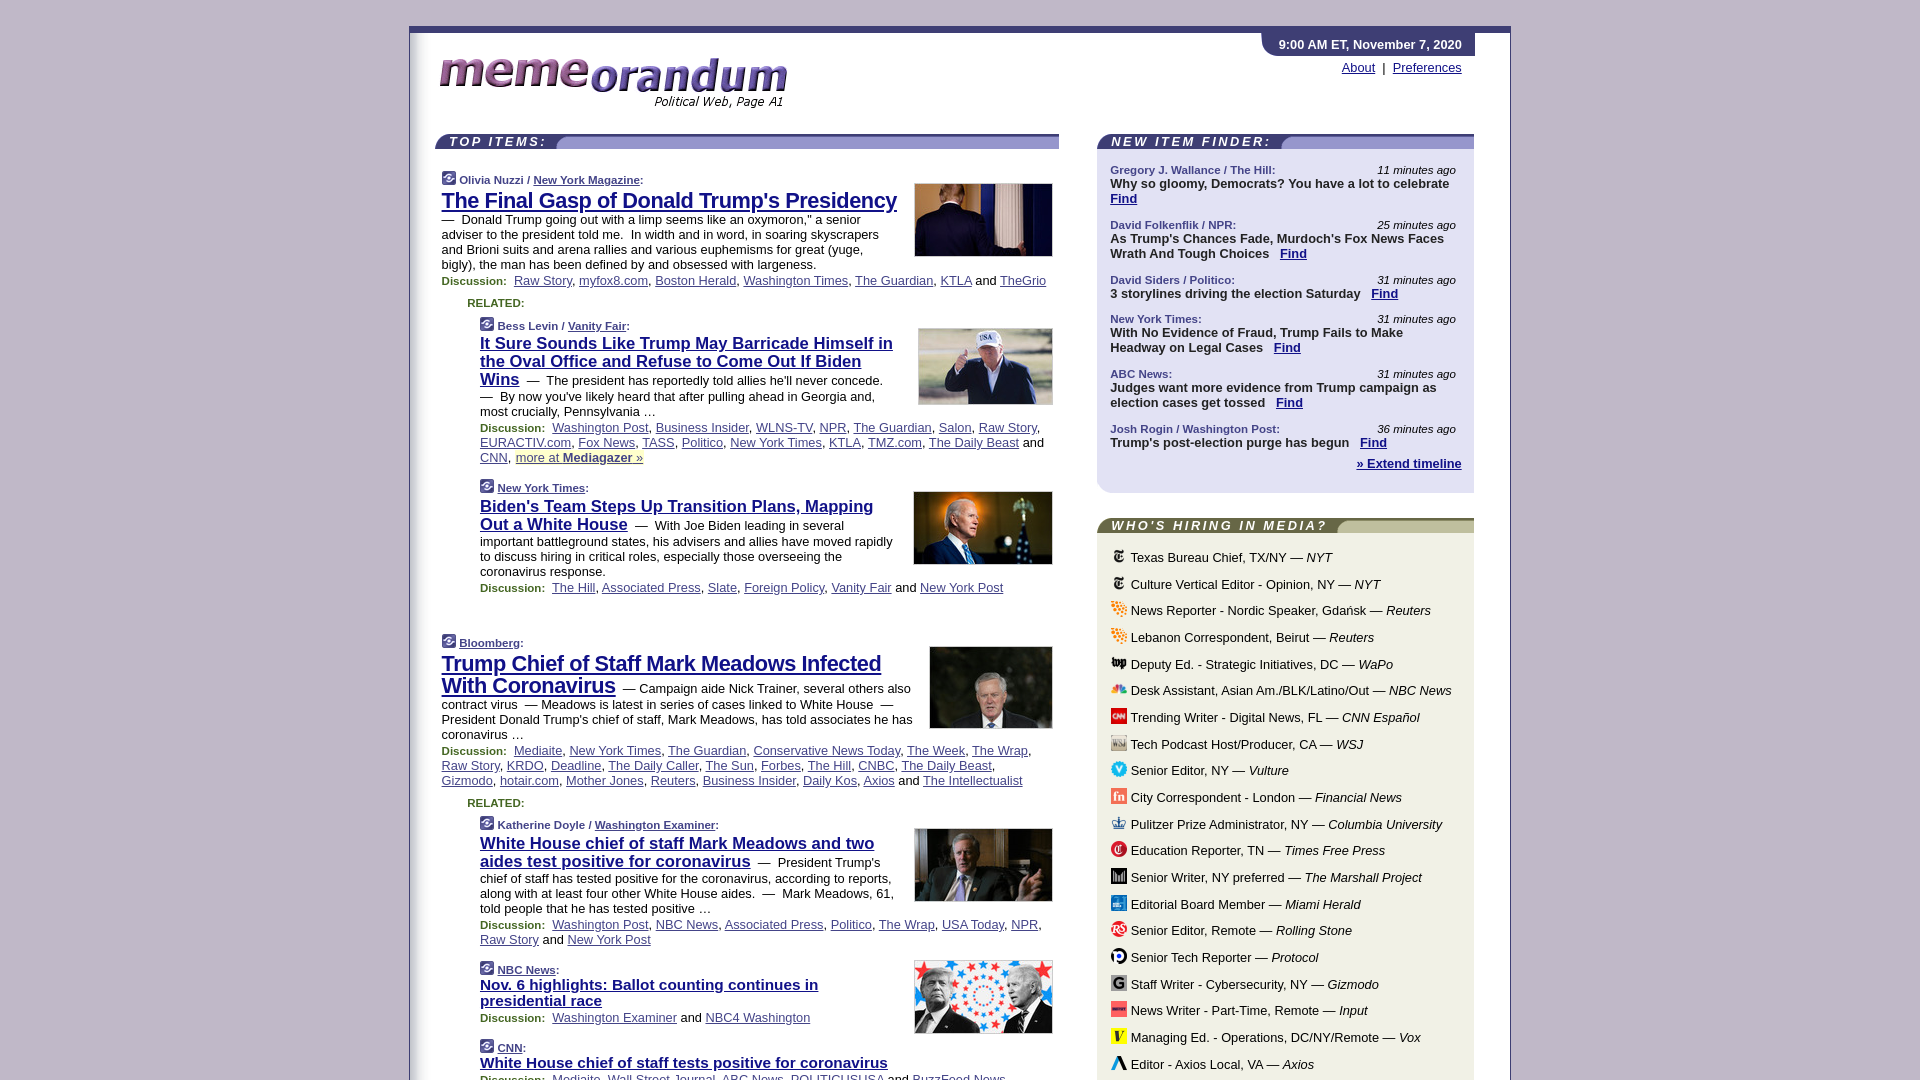 9:00 AM ET, November 7, 2020
About | Preferences
memeorandum
Political Web, Page A1
TOP ITEMS:
Olivia Nuzzi / New York Magazine:
The Final Gasp of Donald Trump's Presidency
— Donald Trump going out with a limp seems like an oxymoron," a senior
adviser to the president told me. In width and in word, in soaring skyscrapers
and Brioni suits and arena rallies and various euphemisms for great (yuge,
bigly), the man has been defined by and obsessed with largeness.
Discussion: Raw Story, myfox8.com, Boston Herald, Washington Times, The Guardian, KTLA and TheGrio
RELATED:
Bess Levin / Vanity Fair:
It Sure Sounds Like Trump May Barricade Himself in
the Oval Office and Refuse to Come Out If Biden
Wins — The president has reportedly told allies he'll never concede.
— By now you've likely heard that after pulling ahead in Georgia and,
most crucially, Pennsylvania …
Discussion: Washington Post, Business Insider, WLNS-TV, NPR, The Guardian, Salon, Raw Story,
EURACTIV.com, Fox News, TASS, Politico, New York Times, KTLA, TMZ.com, The Daily Beast and
CNN, more at Mediagazer »
New York Times:
Biden's Team Steps Up Transition Plans, Mapping
Out a White House — With Joe Biden leading in several
important battleground states, his advisers and allies have moved rapidly
to discuss hiring in critical roles, especially those overseeing the
coronavirus response.
Discussion: The Hill, Associated Press, Slate, Foreign Policy, Vanity Fair and New York Post
Bloomberg:
Trump Chief of Staff Mark Meadows Infected
With Coronavirus — Campaign aide Nick Trainer, several others also
contract virus — Meadows is latest in series of cases linked to White House —
President Donald Trump's chief of staff, Mark Meadows, has told associates he has
coronavirus …
Discussion: Mediaite, New York Times, The Guardian, Conservative News Today, The Week, The Wrap,
Raw Story, KRDO, Deadline, The Daily Caller, The Sun, Forbes, The Hill, CNBC, The Daily Beast,
Gizmodo, hotair.com, Mother Jones, Reuters, Business Insider, Daily Kos, Axios and The Intellectualist
RELATED:
Katherine Doyle / Washington Examiner:
White House chief of staff Mark Meadows and two
aides test positive for coronavirus — President Trump's
chief of staff has tested positive for the coronavirus, according to reports,
along with at least four other White House aides. — Mark Meadows, 61,
told people that he has tested positive …
Discussion: Washington Post, NBC News, Associated Press, Politico, The Wrap, USA Today, NPR,
Raw Story and New York Post
NBC News:
Nov. 6 highlights: Ballot counting continues in
presidential race
Discussion: Washington Examiner and NBC4 Washington
CNN:
White House chief of staff tests positive for coronavirus
Discussion: Mediaite, Wall Street Journal, ABC News, POLITICUSUSA and BuzzFeed News
NEW ITEM FINDER:
Gregory J. Wallance / The Hill: 11 minutes ago
Why so gloomy, Democrats? You have a lot to celebrate
Find
David Folkenflik / NPR: 25 minutes ago
As Trump's Chances Fade, Murdoch's Fox News Faces
Wrath And Tough Choices Find
David Siders / Politico: 31 minutes ago
3 storylines driving the election Saturday Find
New York Times: 31 minutes ago
With No Evidence of Fraud, Trump Fails to Make
Headway on Legal Cases Find
ABC News: 31 minutes ago
Judges want more evidence from Trump campaign as
election cases get tossed Find
Josh Rogin / Washington Post: 36 minutes ago
Trump's post-election purge has begun Find
» Extend timeline
WHO'S HIRING IN MEDIA?
Texas Bureau Chief, TX/NY — NYT
Culture Vertical Editor - Opinion, NY — NYT
News Reporter - Nordic Speaker, Gdańsk — Reuters
Lebanon Correspondent, Beirut — Reuters
Deputy Ed. - Strategic Initiatives, DC — WaPo
Desk Assistant, Asian Am./BLK/Latino/Out — NBC News
Trending Writer - Digital News, FL — CNN Español
Tech Podcast Host/Producer, CA — WSJ
Senior Editor, NY — Vulture
City Correspondent - London — Financial News
Pulitzer Prize Administrator, NY — Columbia University
Education Reporter, TN — Times Free Press
Senior Writer, NY preferred — The Marshall Project
Editorial Board Member — Miami Herald
Senior Editor, Remote — Rolling Stone
Senior Tech Reporter — Protocol
Staff Writer - Cybersecurity, NY — Gizmodo
News Writer - Part-Time, Remote — Input
Managing Ed. - Operations, DC/NY/Remote — Vox
Editor - Axios Local, VA — Axios